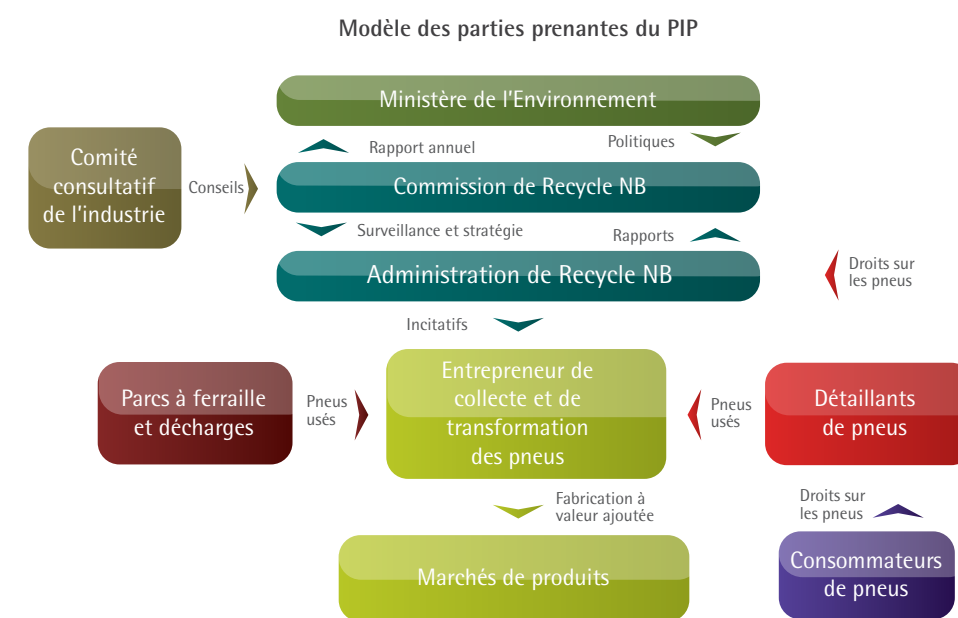 Modèle des parties prenantes du PIP
Ministère de l'Environnement
Rapport annuel
Politiques
Comité
consultatif
de l'industrie
Conseils
Commission de Recycle NB
Surveillance et stratégie
Rapports
Administration de Recycle NB
Droits sur
les pneus
Incitatifs
Parcs à ferraille
et décharges
Pneus
usés
Entrepreneur de
collecte et de
transformation
des pneus
Pneus
usés
Détaillants
de pneus
Fabrication à
valeur ajoutée
Droits sur
les pneus
Marchés de produits
Consommateurs
de pneus